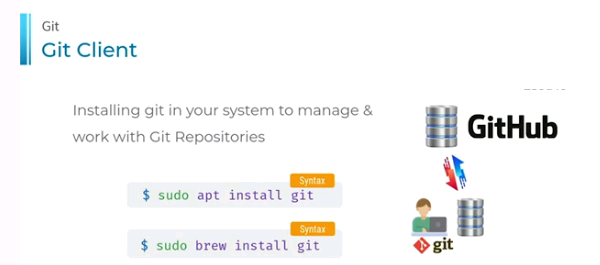 Git
Git Client
Installing git in your system to manage &
work with Git Repositories
GitHub
Syntax
$ sudo apt install git
Syntax
$ sudo brew install git
git